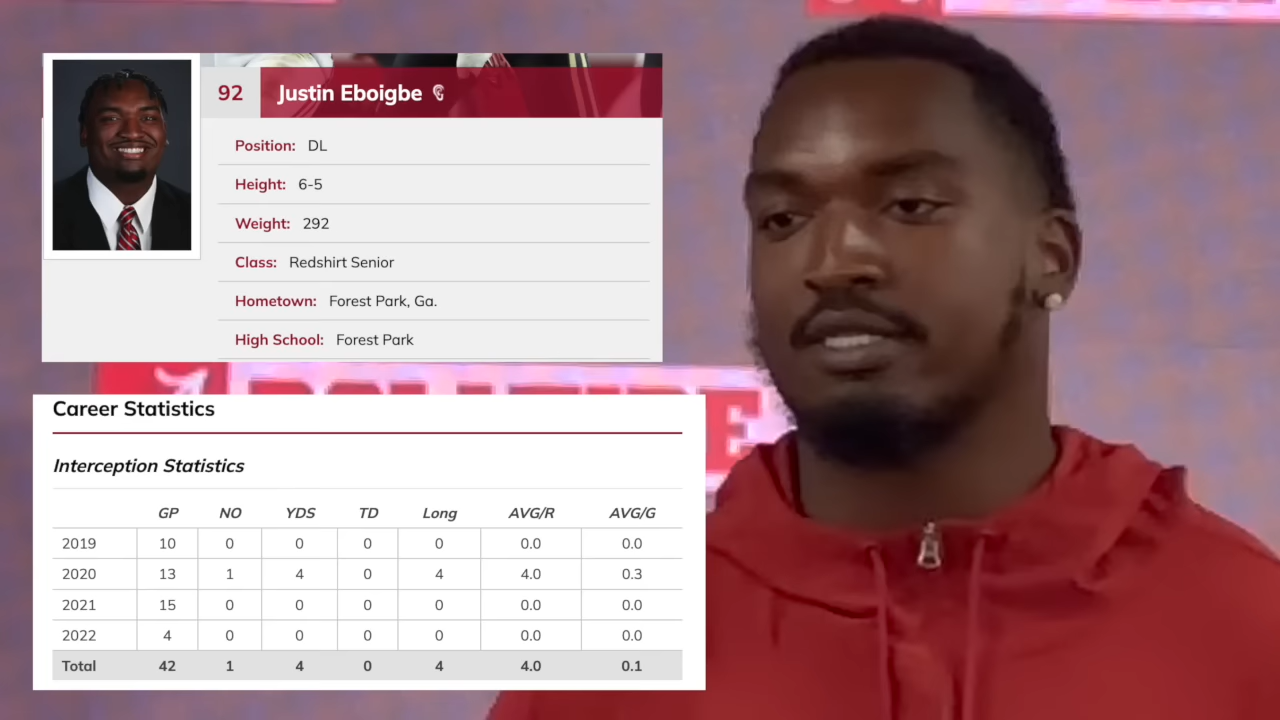 92 Justin Eboigbe
Position: DL
Height: 6-5
Weight: 292
Class: Redshirt Senior
Hometown: Forest Park, Ga.
High School: Forest Park
Career Statistics
Interception Statistics
GP NO YDS TD Long AVG/R AVG/G
2019 10 0 0 0 0 0.0 0.0
2020 13 1 4 0 4 4.0 0.3
2021 15 0 0 0 0 0.0 0.0
2022 4 0 0 0 0 0.0 0.0
Total 42 1 4 0 4 4.0 0.1